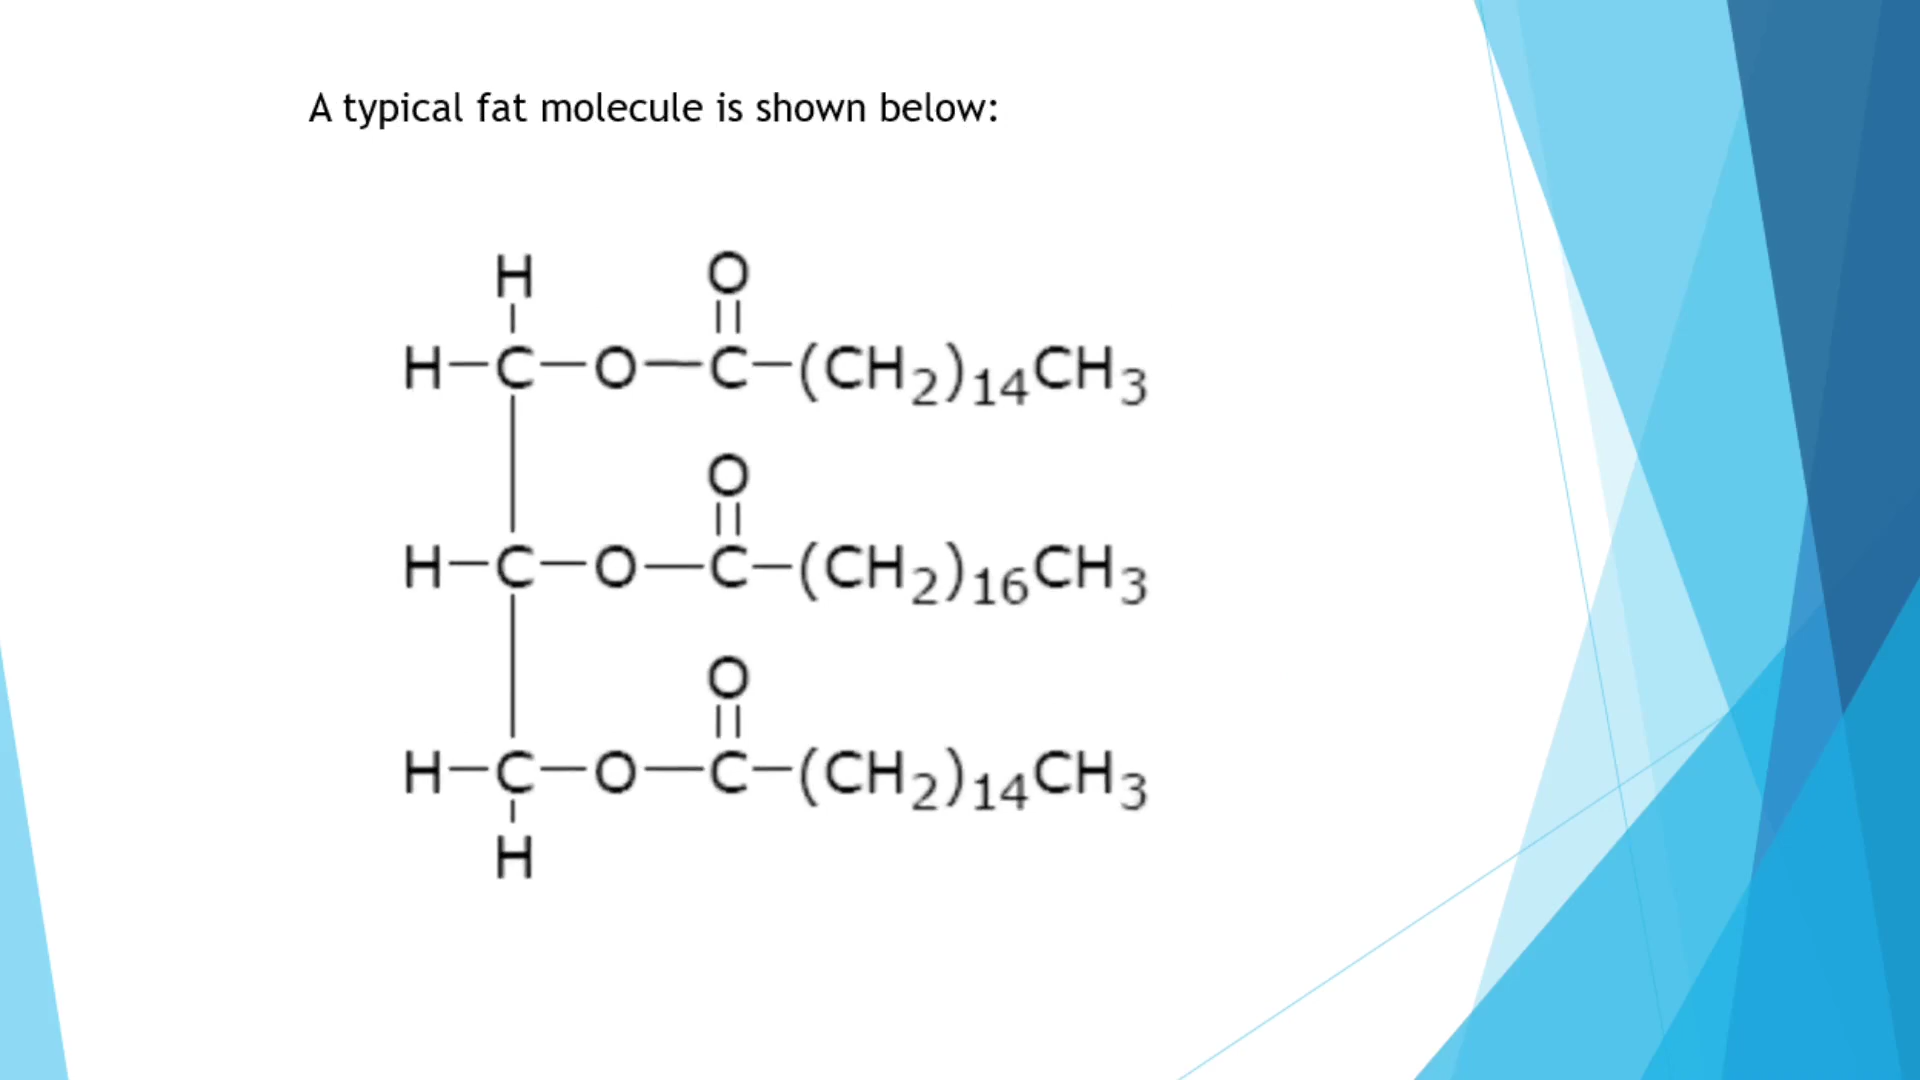 A typical fat molecule is shown below:
H O
H-C-O-C-(CH₂)₁₄CH₃
O
H-C-O-C-(CH₂)₁₆CH₃
O
H-C-O-C-(CH₂)₁₄CH₃
H